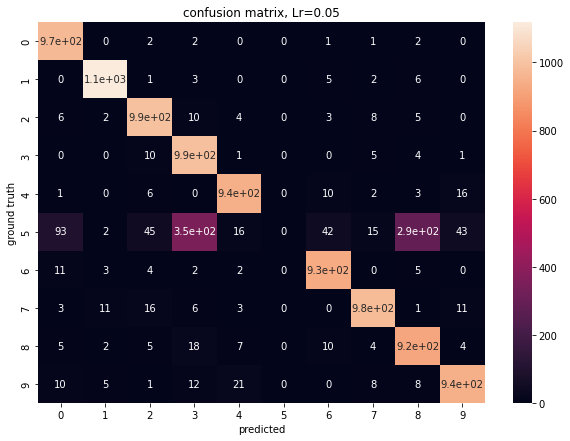 confusion matrix, Lr=0.05
0 9.7e+02 0 2 2 0 0 1 1 2 0
1 0 1.1e+03 1 3 0 0 5 2 6 0
2 6 2 9.9e+02 10 4 0 3 8 5 0
3 0 0 10 9.9e+02 1 0 0 5 4 1
4 1 0 6 0 9.4e+02 0 10 2 3 16
5 93 2 45 3.5e+02 16 0 42 15 2.9e+02 43
6 11 3 4 2 2 0 9.3e+02 0 5 0
7 3 11 16 6 3 0 0 9.8e+02 1 11
8 5 2 5 18 7 0 10 4 9.2e+02 4
9 10 5 1 12 21 0 0 8 8 9.4e+02
0 1 2 3 4 5 6 7 8 9
ground truth
predicted
1000
800
600
400
200
0